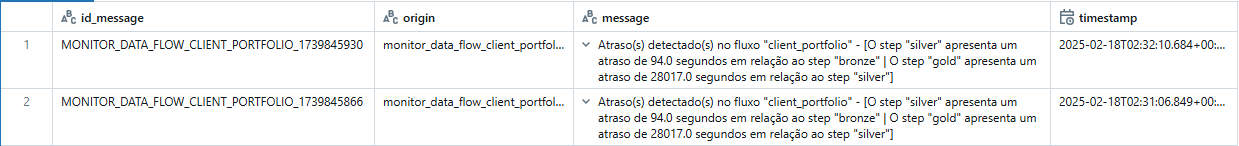 id_message origin message timestamp
1 MONITOR_DATA_FLOW_CLIENT_PORTFOLIO_1739845930 monitor_data_flow_client_portfol... Atraso(s) detectado(s) no fluxo "client_portfolio" - [O step "silver" apresenta um 2025-02-18T02:32:10.684+00:...
atraso de 94.0 segundos em relação ao step "bronze" | O step "gold" apresenta um
atraso de 28017.0 segundos em relação ao step "silver"]
2 MONITOR_DATA_FLOW_CLIENT_PORTFOLIO_1739845866 monitor_data_flow_client_portfol... Atraso(s) detectado(s) no fluxo "client_portfolio" - [O step "silver" apresenta um 2025-02-18T02:31:06.849+00:...
atraso de 94.0 segundos em relação ao step "bronze" | O step "gold" apresenta um
atraso de 28017.0 segundos em relação ao step "silver"]